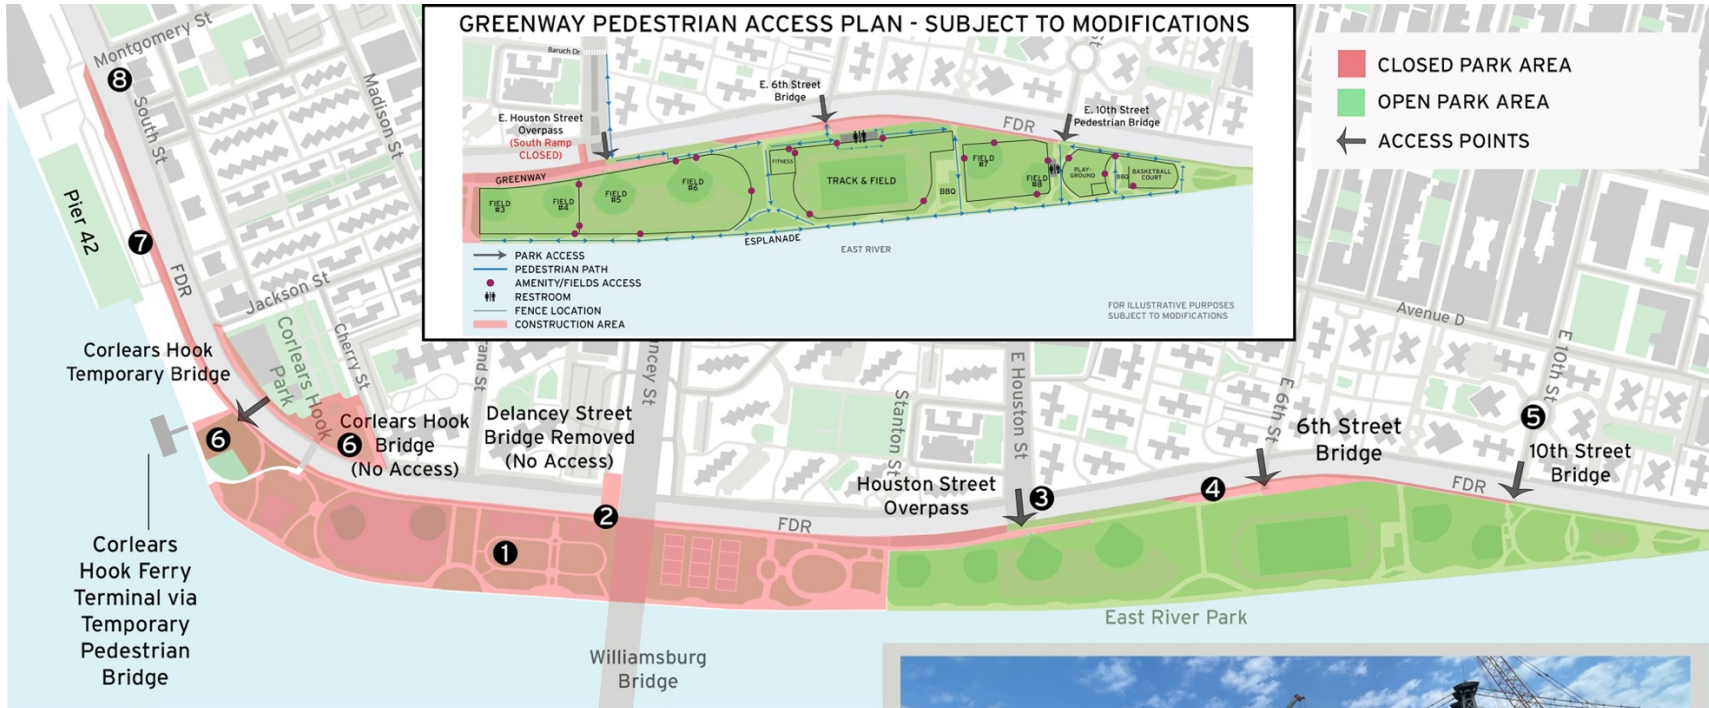 GREENWAY PEDESTRIAN ACCESS PLAN - SUBJECT TO MODIFICATIONS
Baruch Dr
E. Houston Street
Overpass
(South Ramp
CLOSED)
E. 6th Street
Bridge
E. 10th Street
Pedestrian Bridge
FDR
GREENWAY
FIELD
#3
FIELD
#4
FIELD
#5
FIELD
#6
FITNESS
TRACK & FIELD
BBQ
FIELD
#7
FIELD
#8
PLAY-
GROUND
BBQ
BASKETBALL
COURT
ESPLANADE
EAST RIVER
PARK ACCESS
PEDESTRIAN PATH
AMENITY/FIELDS ACCESS
RESTROOM
FENCE LOCATION
CONSTRUCTION AREA
FOR ILLUSTRATIVE PURPOSES
SUBJECT TO MODIFICATIONS
CLOSED PARK AREA
OPEN PARK AREA
ACCESS POINTS
Montgomery St
8
South St
Madison St
Pier 42
7
FDR
Jackson St
Corlears Hook
Park
Cherry St
Corlears Hook
Temporary Bridge
6
6
Corlears Hook
Bridge
(No Access)
Delancey Street
Bridge Removed
(No Access)
2
1
FDR
Stanton St
E Houston St
Houston Street
Overpass
3
4
E 6th St
6th Street
Bridge
Avenue D
E 10th St
5
10th Street
Bridge
FDR
East River Park
Williamsburg
Bridge
Corlears
Hook Ferry
Terminal via
Temporary
Pedestrian
Bridge